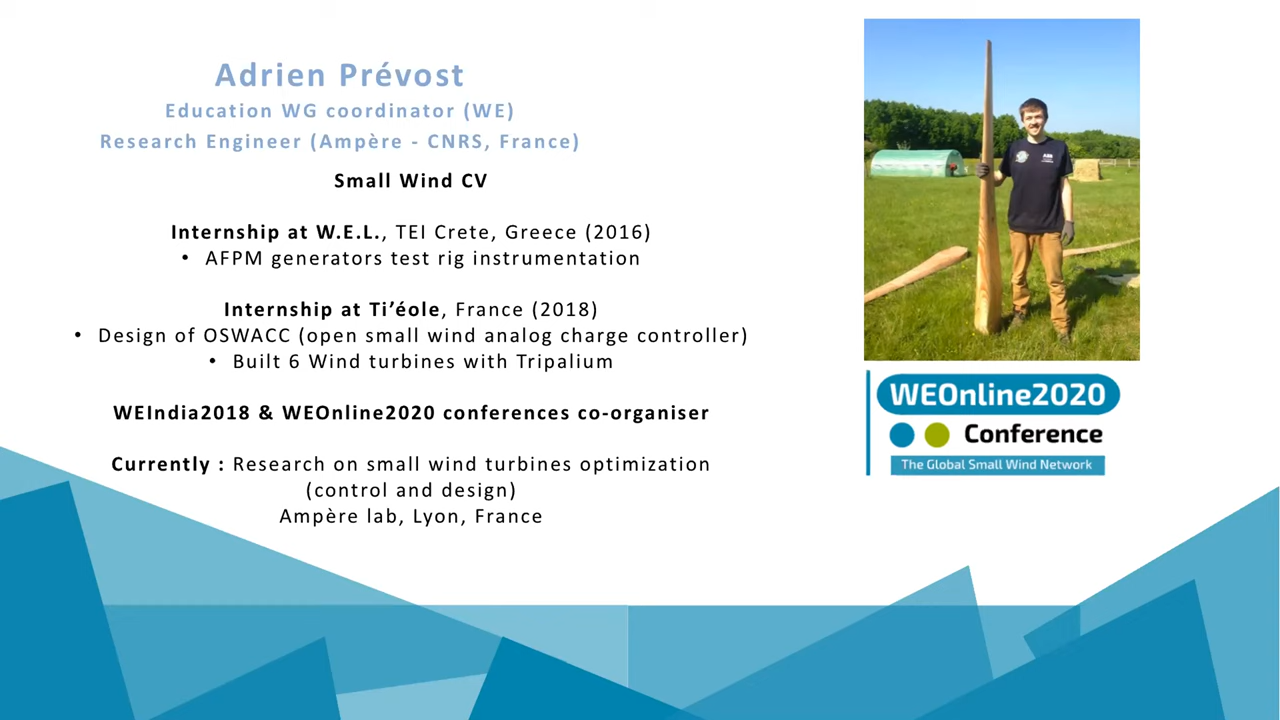 Adrien Prévost
Education WG coordinator (WE)
Research Engineer (Ampère - CNRS, France)
Small Wind CV
Internship at W.E.L., TEI Crete, Greece (2016)
• AFPM generators test rig instrumentation
Internship at Ti’éole, France (2018)
• Design of OSWACC (open small wind analog charge controller)
• Built 6 Wind turbines with Tripalium
WEIndia2018 & WEOnline2020 conferences co-organiser
Currently : Research on small wind turbines optimization
(control and design)
Ampère lab, Lyon, France
WEOnline2020
Conference
The Global Small Wind Network